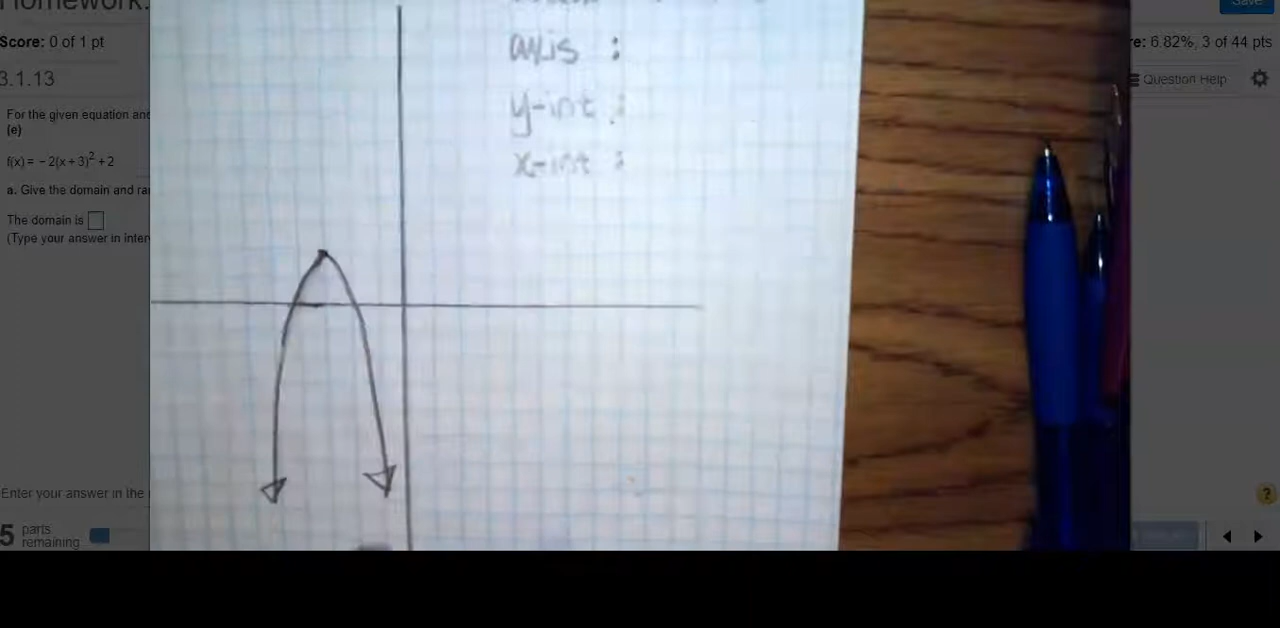 Homework:
Save
Score: 0 of 1 pt
re: 6.82%, 3 of 44 pts
3.1.13
Question Help
For the given equation and
(e)
f(x) = − 2(x + 3)² + 2
a. Give the domain and ra
The domain is
(Type your answer in inter
axis :
y-int :
x-int :
Enter your answer in the
?
5 parts remaining